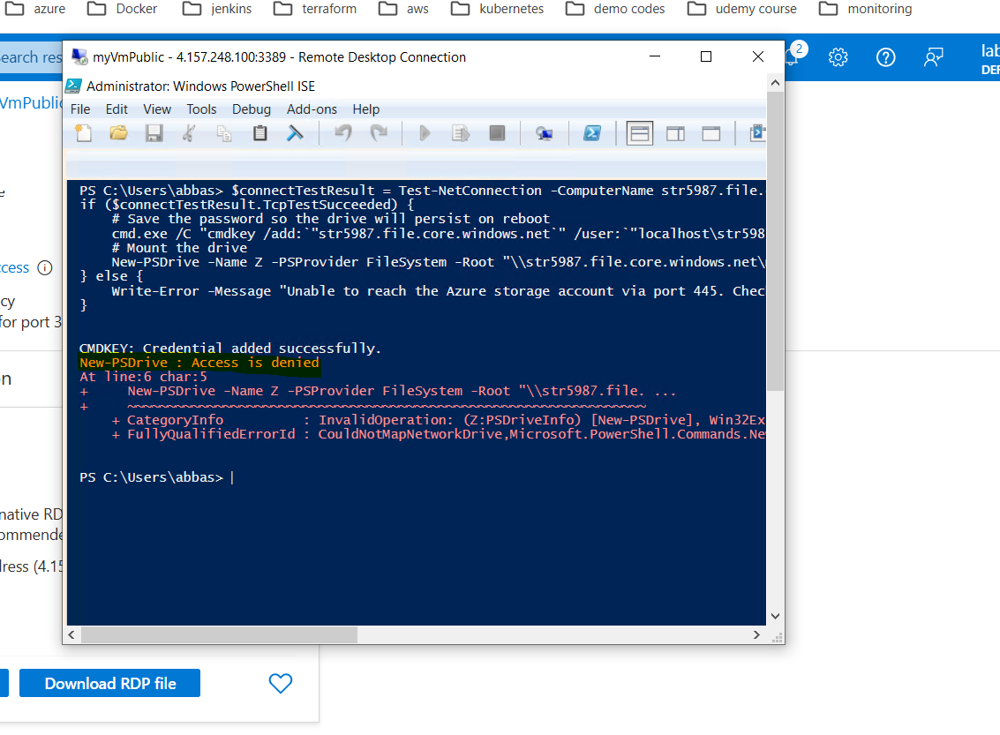 azure Docker jenkins terraform aws kubernetes demo codes udemy course monitoring
earch res
2
lab
DEF
VmPublic
myVmPublic - 4.157.248.100:3389 - Remote Desktop Connection
Administrator: Windows PowerShell ISE
File Edit View Tools Debug Add-ons Help
PS C:\Users\abbas> $connectTestResult = Test-NetConnection -ComputerName str5987.file.
if ($connectTestResult.TcpTestSucceeded) {
# Save the password so the drive will persist on reboot
cmd.exe /C "cmdkey /add:`"str5987.file.core.windows.net`" /user:`"localhost\str598
# Mount the drive
New-PSDrive -Name Z -PSProvider FileSystem -Root "\\str5987.file.core.windows.net\
} else {
Write-Error -Message "Unable to reach the Azure storage account via port 445. Chec
}
CMDKEY: Credential added successfully.
New-PSDrive : Access is denied
At line:6 char:5
+ New-PSDrive -Name Z -PSProvider FileSystem -Root "\\str5987.file. ...
+ ~~~~~~~~~~~~~~~~~~~~~~~~~~~~~~~~~~~~~~~~~~~~~~~~~~~~~~~~~~~~~~~~~
+ CategoryInfo : InvalidOperation: (Z:PSDriveInfo) [New-PSDrive], Win32Ex
+ FullyQualifiedErrorId : CouldNotMapNetworkDrive,Microsoft.PowerShell.Commands.Ne
PS C:\Users\abbas>
ccess
cy
for port 3
on
native RD
ommende
dress (4.15
Download RDP file